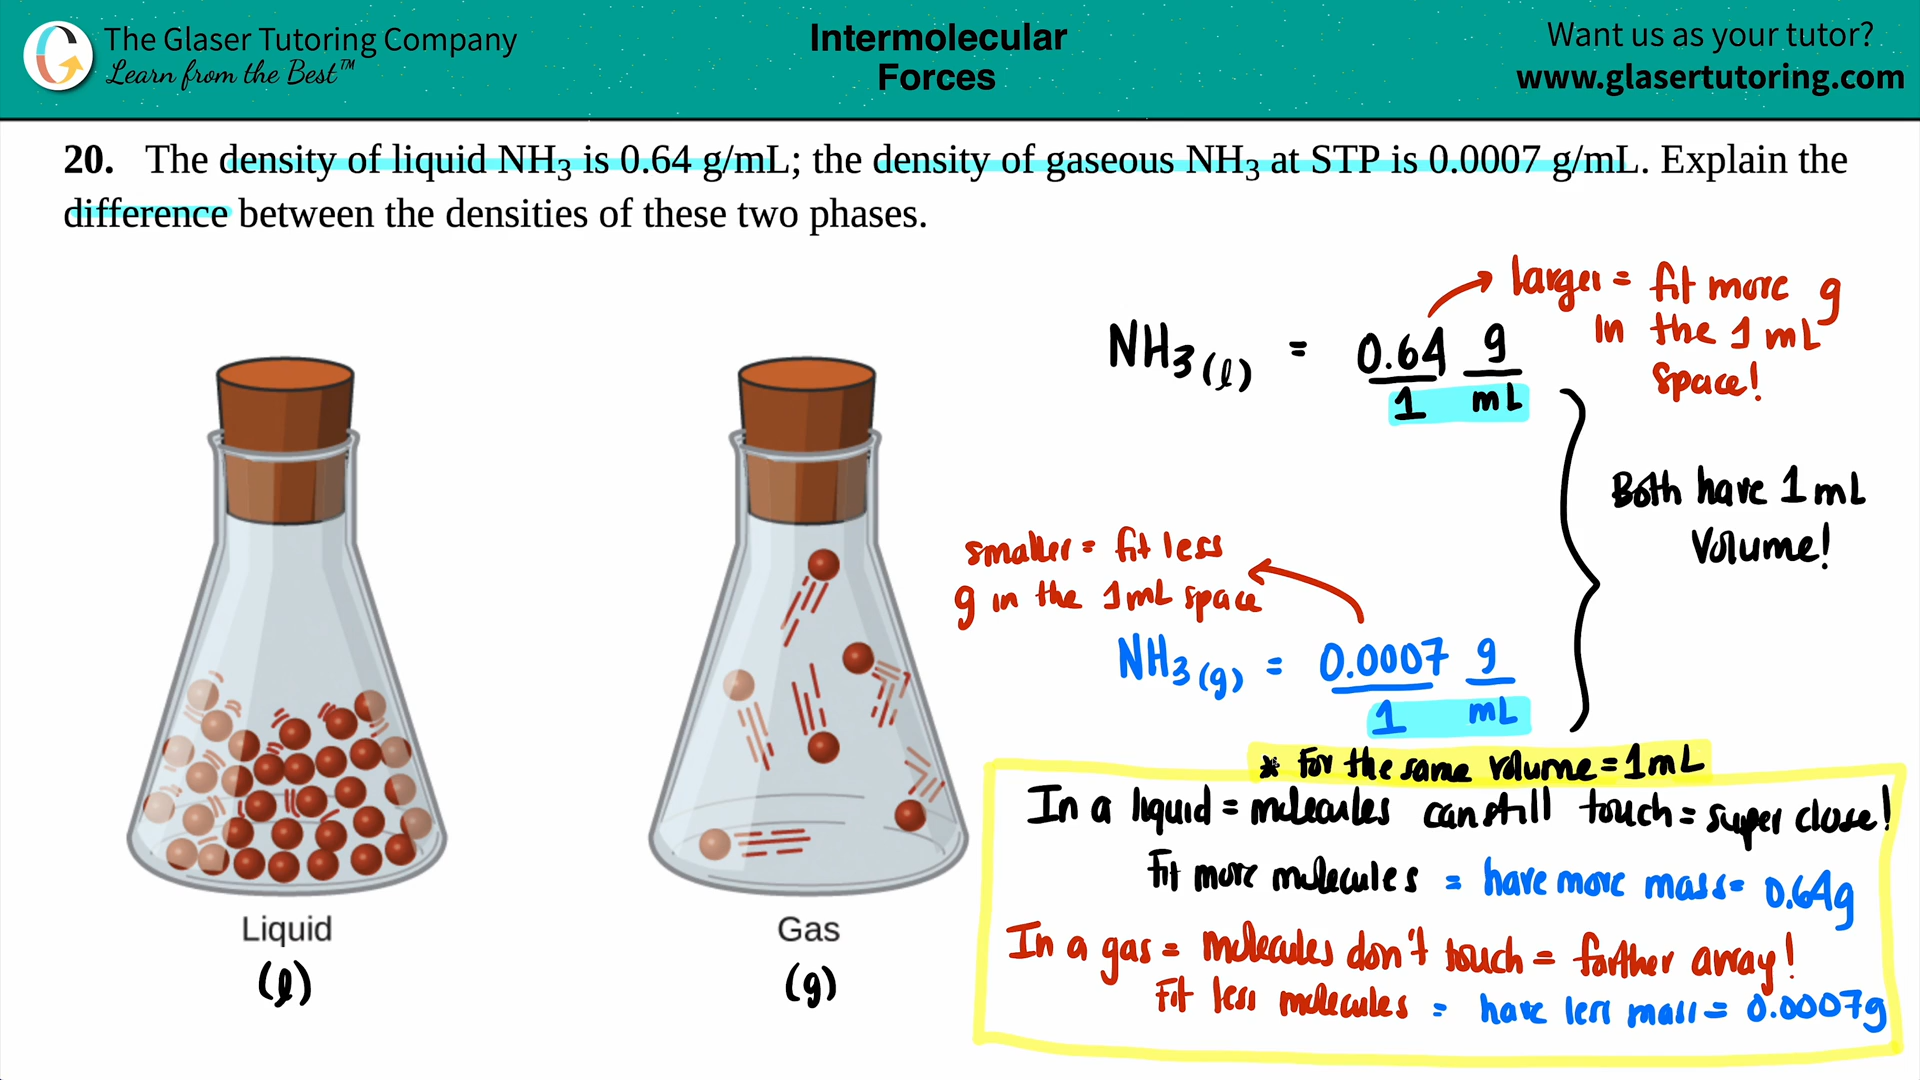 The Glaser Tutoring Company
Learn from the Best™
Intermolecular
Forces
Want us as your tutor?
www.glasertutoring.com
20. The density of liquid NH₃ is 0.64 g/mL; the density of gaseous NH₃ at STP is 0.0007 g/mL. Explain the
difference between the densities of these two phases.
larger = fit more g
in the 1 mL
space!
NH₃(l) = 0.64 g
1 mL
Both have 1 mL
volume!
smaller = fit less
g in the 1 mL space
NH₃(g) = 0.0007 g
1 mL
* For the same volume = 1 mL
In a liquid = molecules can still touch = super close!
Fit more molecules = have more mass = 0.64g
In a gas = molecules don't touch = farther array!
Fit less molecules = have less mass = 0.0007g
Liquid
(l)
Gas
(g)